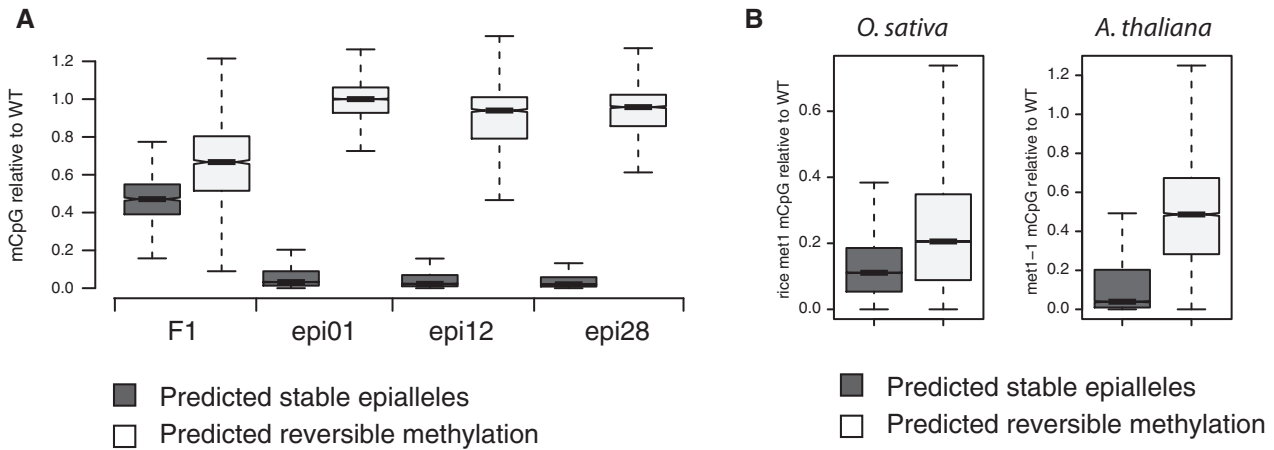 A
mCpG relative to WT
1.2
1.0
0.8
0.6
0.4
0.2
0.0
F1 epi01 epi12 epi28
Predicted stable epialleles
Predicted reversible methylation
B
O. sativa
rice met1 mCpG relative to WT
0.6
0.4
0.2
0.0
A. thaliana
met1−1 mCpG relative to WT
1.2
1.0
0.8
0.6
0.4
0.2
0.0
Predicted stable epialleles
Predicted reversible methylation